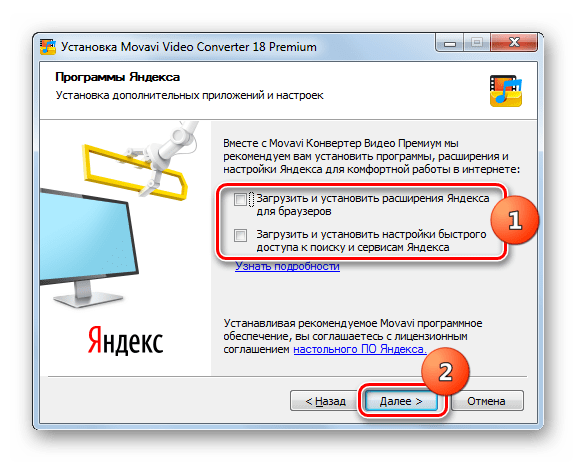 Установка Movavi Video Converter 18 Premium
Программы Яндекса
Установка дополнительных приложений и настроек
Вместе с Movavi Конвертер Видео Премиум мы
рекомендуем вам установить программы, расширения и
настройки Яндекса для комфортной работы в интернете:
Загрузить и установить расширения Яндекса
для браузеров
1
Загрузить и установить настройки быстрого
доступа к поиску и сервисам Яндекса
Узнать подробности
Яндекс
Устанавливая рекомендуемое Movavi программное
обеспечение, вы соглашаетесь с лицензионным
соглашением настольного ПО Яндекса.
2
< Назад
Далее >
Отмена